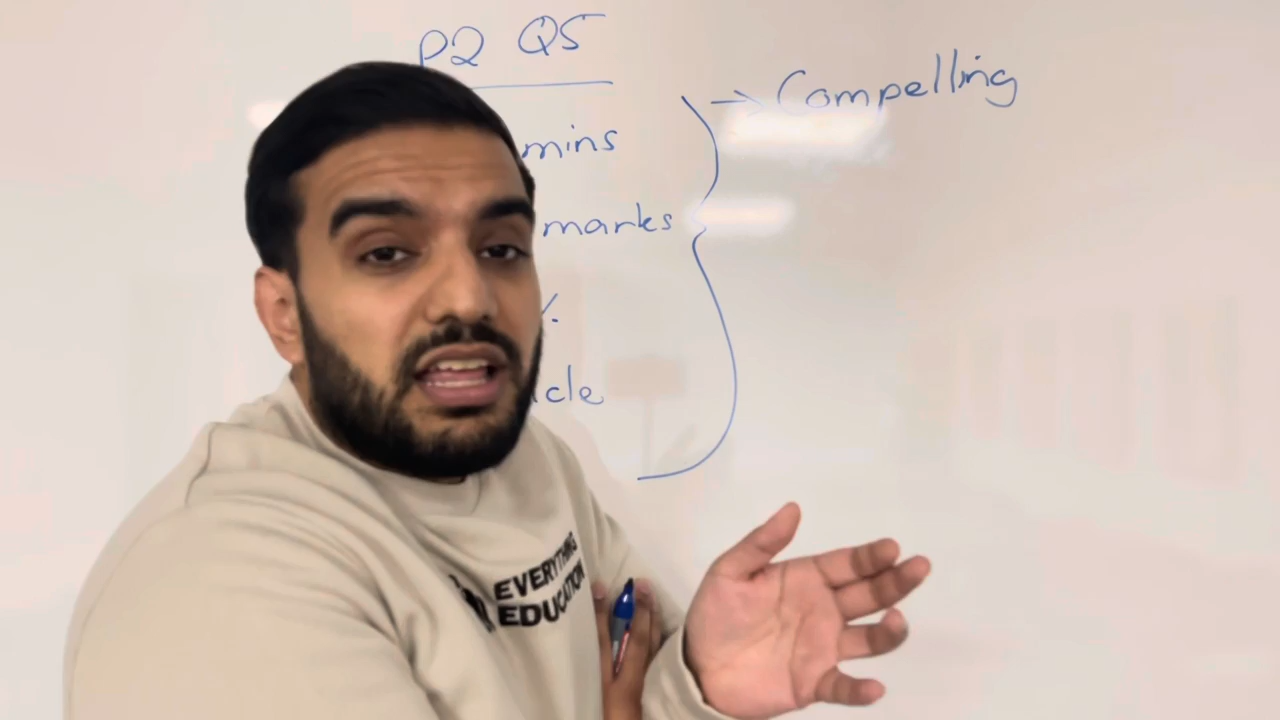 P2 Q5
mins
→ Compelling
marks
%
cle
EVERYTHING
EDUCATION